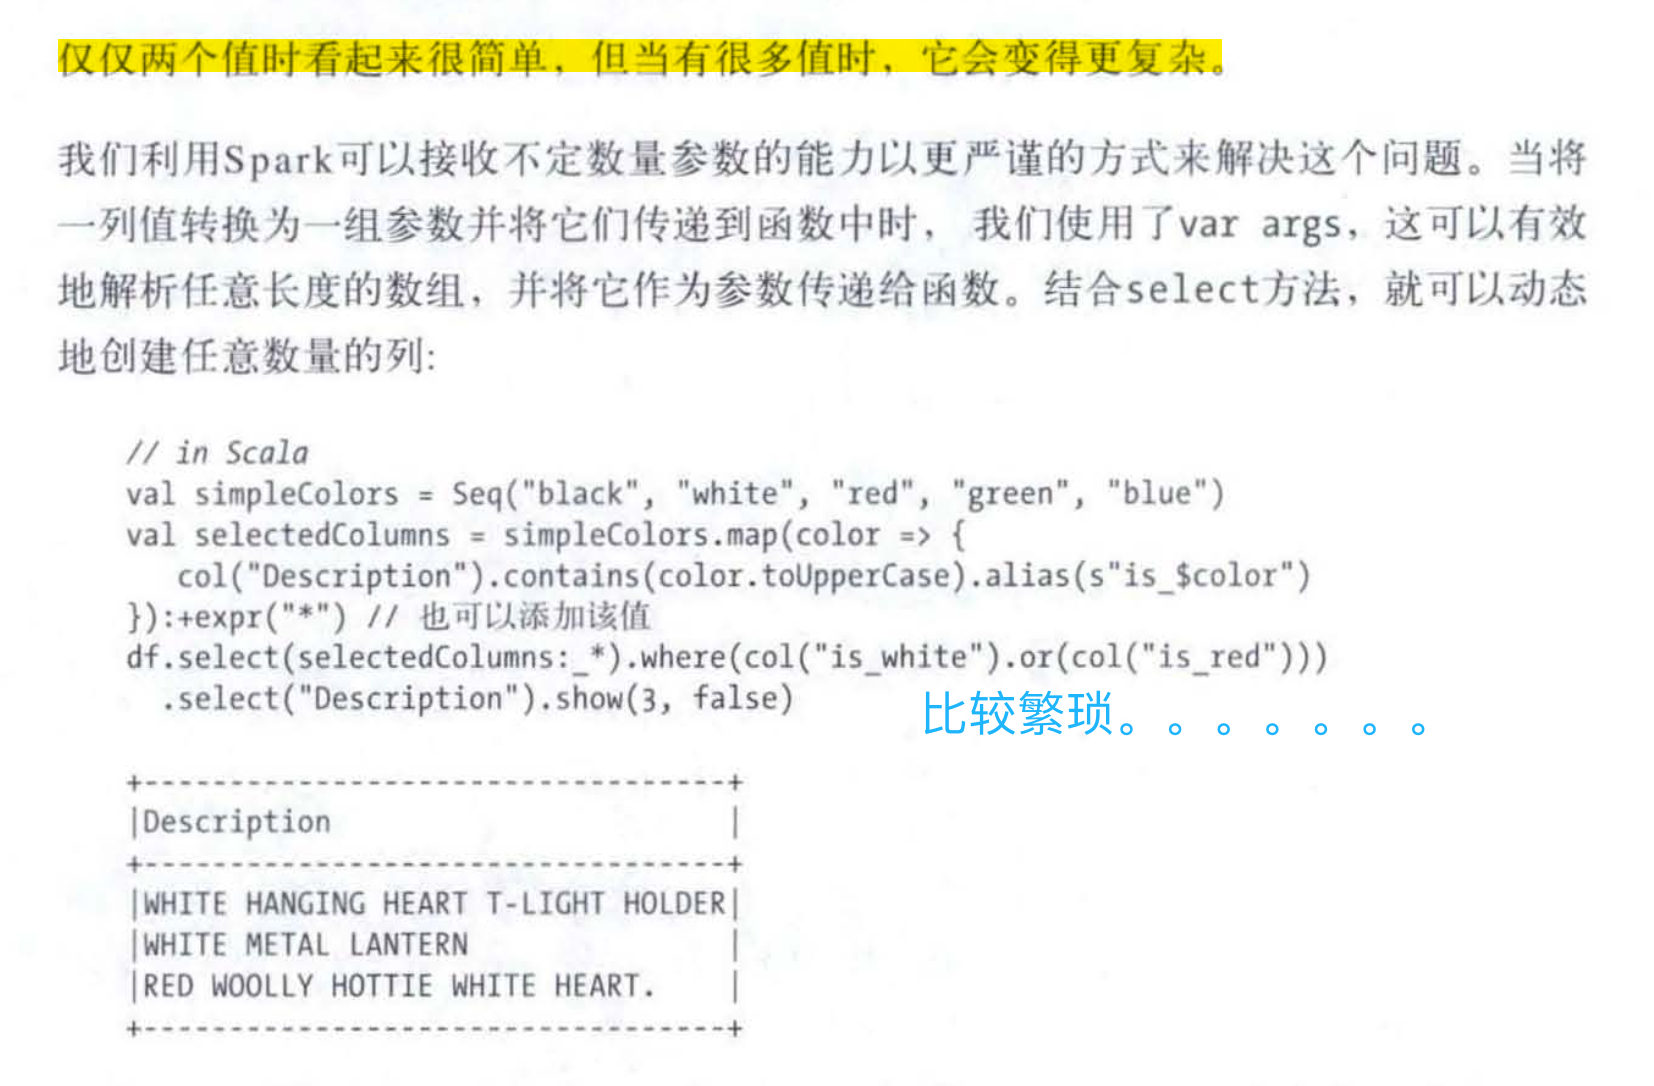 仅仅两个值时看起来很简单，但当有很多值时，它会变得更复杂。
我们利用Spark可以接收不定数量参数的能力以更严谨的方式来解决这个问题。当将
一列值转换为一组参数并将它们传递到函数中时， 我们使用了var args，这可以有效
地解析任意长度的数组，并将它作为参数传递给函数。结合select方法，就可以动态
地创建任意数量的列:
// in Scala
val simpleColors = Seq("black", "white", "red", "green", "blue")
val selectedColumns = simpleColors.map(color => {
   col("Description").contains(color.toUpperCase).alias(s"is_$color")
}):+expr("*") // 也可以添加该值
df.select(selectedColumns:_*).where(col("is_white").or(col("is_red")))
  .select("Description").show(3, false)
比较繁琐。。。。。。。
+----------------------------------+
|Description                       |
+----------------------------------+
|WHITE HANGING HEART T-LIGHT HOLDER|
|WHITE METAL LANTERN               |
|RED WOOLLY HOTTIE WHITE HEART.    |
+----------------------------------+